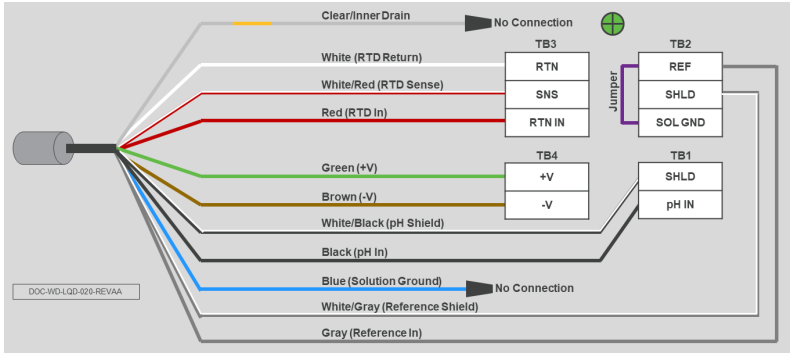 Clear/Inner Drain
No Connection
TB3
TB2
White (RTD Return)
RTN
REF
White/Red (RTD Sense)
SNS
Jumper
SHLD
Red (RTD In)
RTN IN
SOL GND
TB4
TB1
Green (+V)
+V
SHLD
Brown (-V)
-V
pH IN
White/Black (pH Shield)
Black (pH In)
Blue (Solution Ground)
No Connection
DOC-WD-LQD-020-REVAA
White/Gray (Reference Shield)
Gray (Reference In)